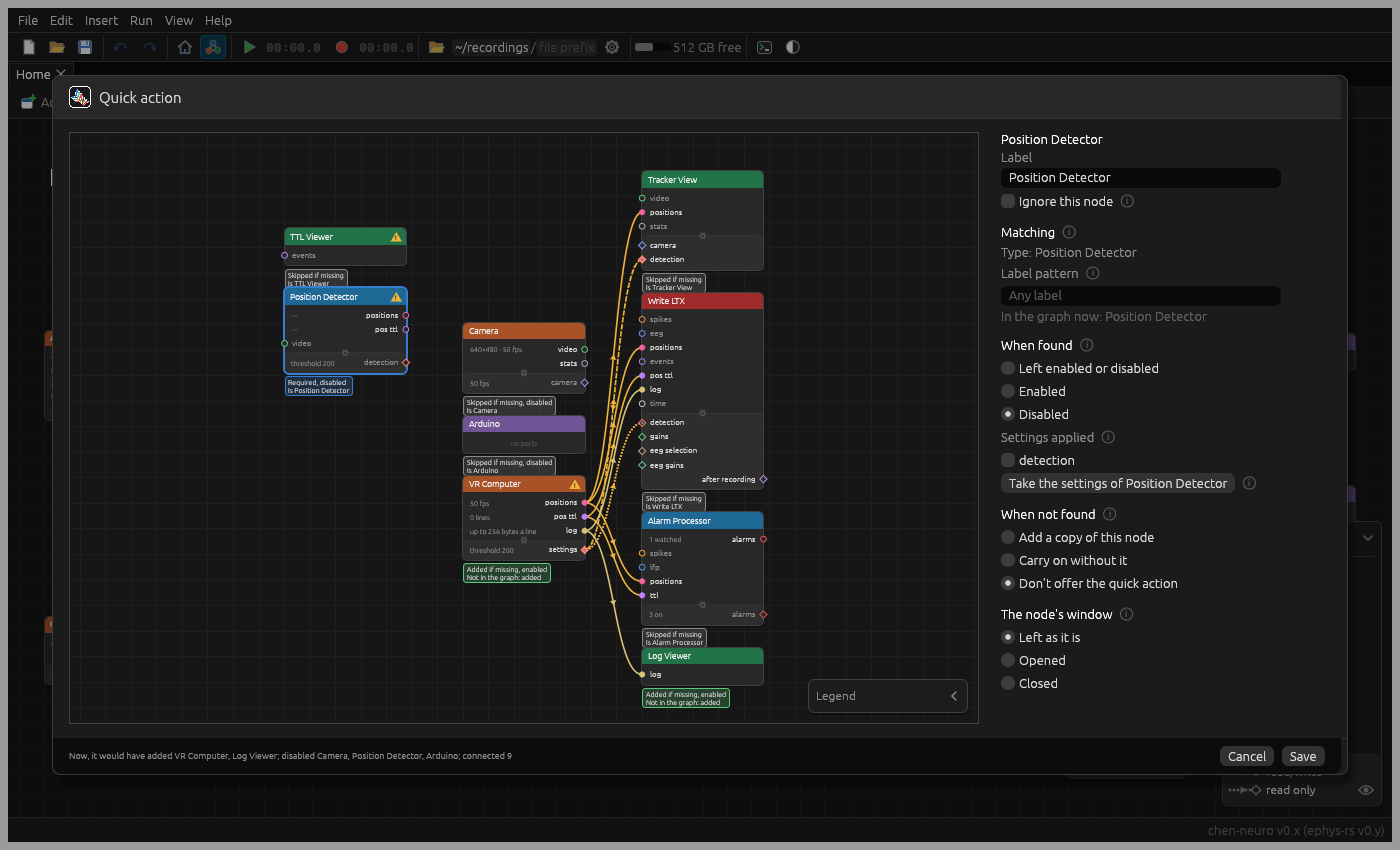 File Edit Insert Run View Help
00:00.0 00:00.0 ~/recordings/file prefix 512 GB free
Home
Quick action
TTL Viewer
events
Skipped if missing
Is TTL Viewer
Position Detector
positions
pos ttl
video
threshold 200 detection
Required, disabled
Is Position Detector
Camera
640×480 · 50 fps video
stats
50 fps camera
Skipped if missing, disabled
Is Camera
Arduino
no ports
Skipped if missing, disabled
Is Arduino
VR Computer
50 fps positions
0 lines pos ttl
up to 256 bytes a line log
threshold 200 settings
Added if missing, enabled
Not in the graph: added
Tracker View
video
positions
stats
camera
detection
Skipped if missing
Is Tracker View
Write LTX
spikes
eeg
positions
events
pos ttl
log
time
detection
gains
eeg selection
eeg gains
after recording
Skipped if missing
Is Write LTX
Alarm Processor
1 watched alarms
spikes
lfp
positions
ttl
3 on alarms
Skipped if missing
Is Alarm Processor
Log Viewer
log
Added if missing, enabled
Not in the graph: added
Legend
Position Detector
Label
Position Detector
Ignore this node
Matching
Type: Position Detector
Label pattern
Any label
In the graph now: Position Detector
When found
Left enabled or disabled
Enabled
Disabled
Settings applied
detection
Take the settings of Position Detector
When not found
Add a copy of this node
Carry on without it
Don't offer the quick action
The node's window
Left as it is
Opened
Closed
Now, it would have added VR Computer, Log Viewer; disabled Camera, Position Detector, Arduino; connected 9
Cancel Save
read only
chen-neuro v0.x (ephys-rs v0.y)